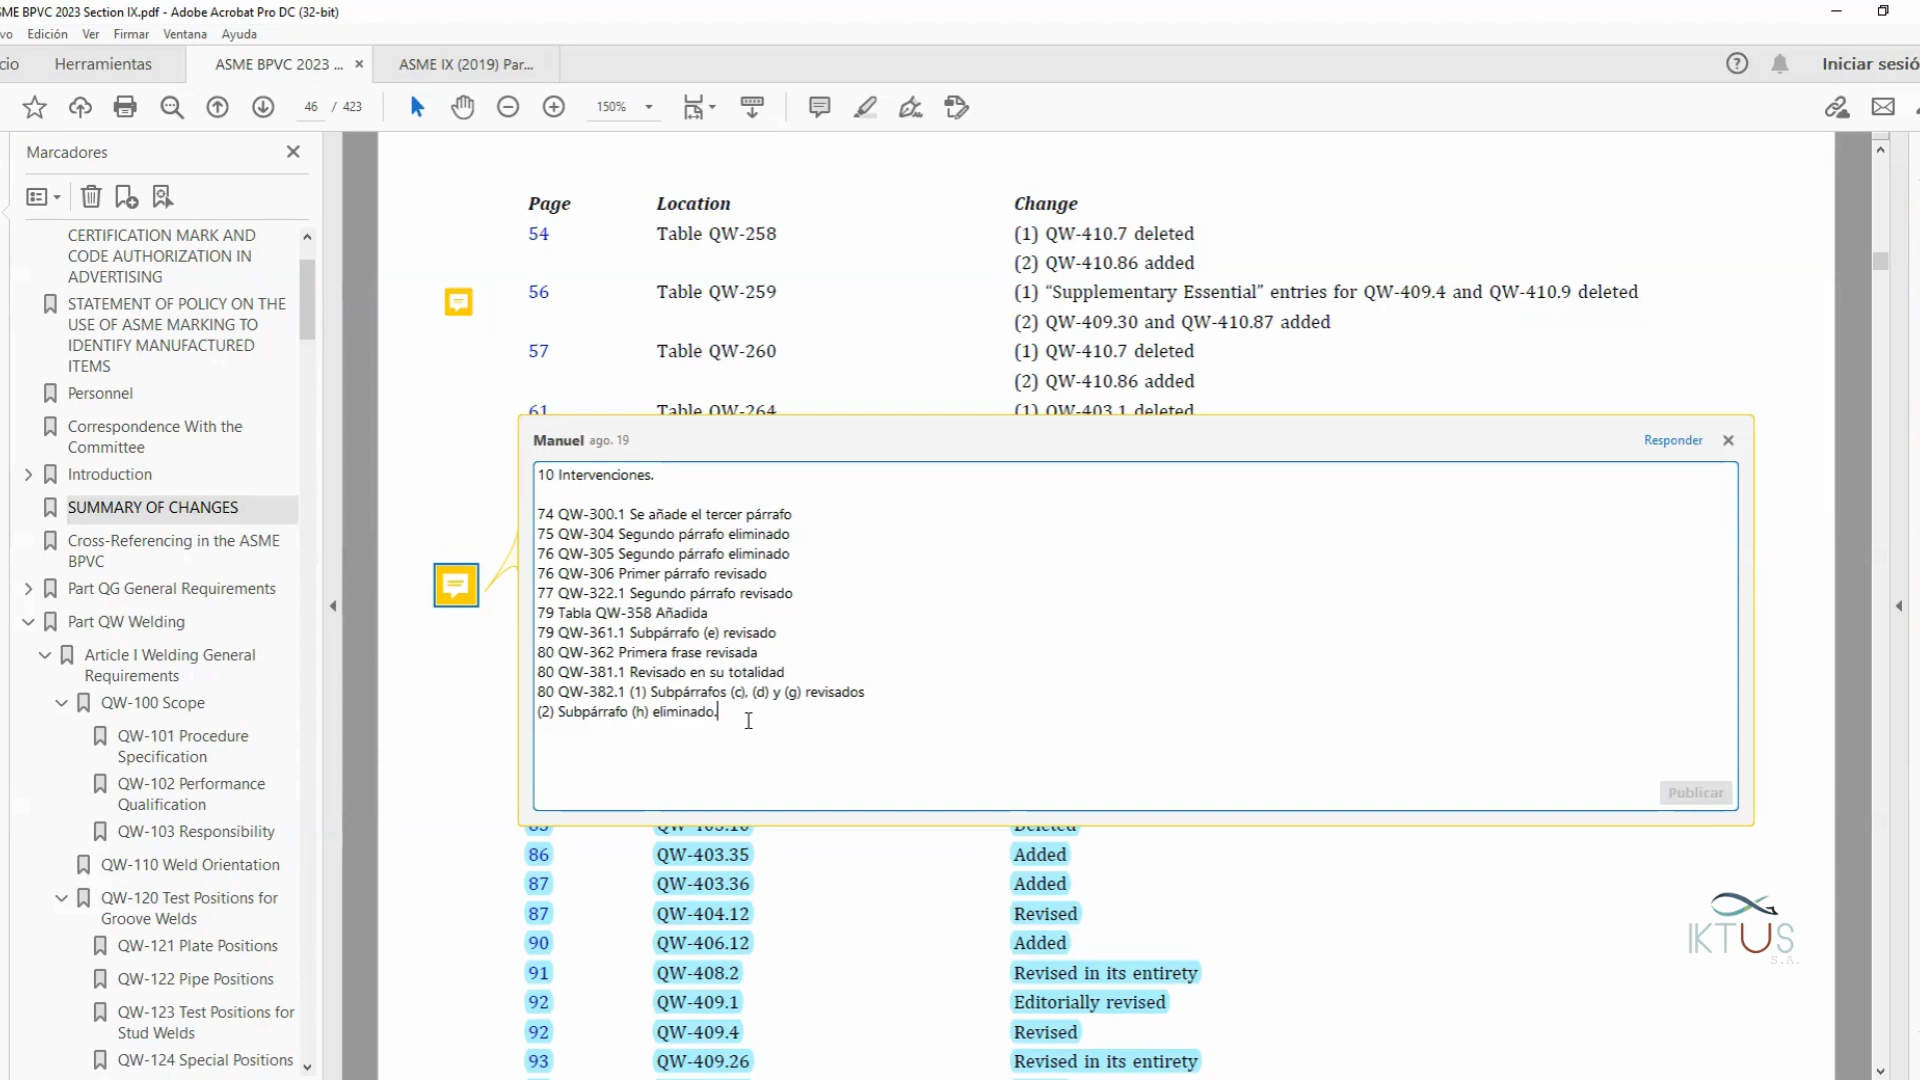 SME BPVC 2023 Section IX.pdf - Adobe Acrobat Pro DC (32-bit)
vo Edición Ver Firmar Ventana Ayuda
cio Herramientas ASME BPVC 2023 ... × ASME IX (2019) Par... Iniciar sesió
46 / 423 150%
Marcadores
CERTIFICATION MARK AND
CODE AUTHORIZATION IN
ADVERTISING
STATEMENT OF POLICY ON THE
USE OF ASME MARKING TO
IDENTIFY MANUFACTURED
ITEMS
Personnel
Correspondence With the
Committee
Introduction
SUMMARY OF CHANGES
Cross-Referencing in the ASME
BPVC
Part QG General Requirements
Part QW Welding
Article I Welding General
Requirements
QW-100 Scope
QW-101 Procedure
Specification
QW-102 Performance
Qualification
QW-103 Responsibility
QW-110 Weld Orientation
QW-120 Test Positions for
Groove Welds
QW-121 Plate Positions
QW-122 Pipe Positions
QW-123 Test Positions for
Stud Welds
QW-124 Special Positions
Page Location Change
54 Table QW-258 (1) QW-410.7 deleted
(2) QW-410.86 added
56 Table QW-259 (1) “Supplementary Essential” entries for QW-409.4 and QW-410.9 deleted
(2) QW-409.30 and QW-410.87 added
57 Table QW-260 (1) QW-410.7 deleted
(2) QW-410.86 added
61 Table QW-264 (1) QW-403.1 deleted
Manuel ago. 19 Responder
10 Intervenciones.
74 QW-300.1 Se añade el tercer párrafo
75 QW-304 Segundo párrafo eliminado
76 QW-305 Segundo párrafo eliminado
76 QW-306 Primer párrafo revisado
77 QW-322.1 Segundo párrafo revisado
79 Tabla QW-358 Añadida
79 QW-361.1 Subpárrafo (e) revisado
80 QW-362 Primera frase revisada
80 QW-381.1 Revisado en su totalidad
80 QW-382.1 (1) Subpárrafos (c), (d) y (g) revisados
(2) Subpárrafo (h) eliminado.
Publicar
Deleted
86 QW-403.35 Added
87 QW-403.36 Added
87 QW-404.12 Revised
90 QW-406.12 Added
91 QW-408.2 Revised in its entirety
92 QW-409.1 Editorially revised
92 QW-409.4 Revised
93 QW-409.26 Revised in its entirety
IKTUS
S.A.